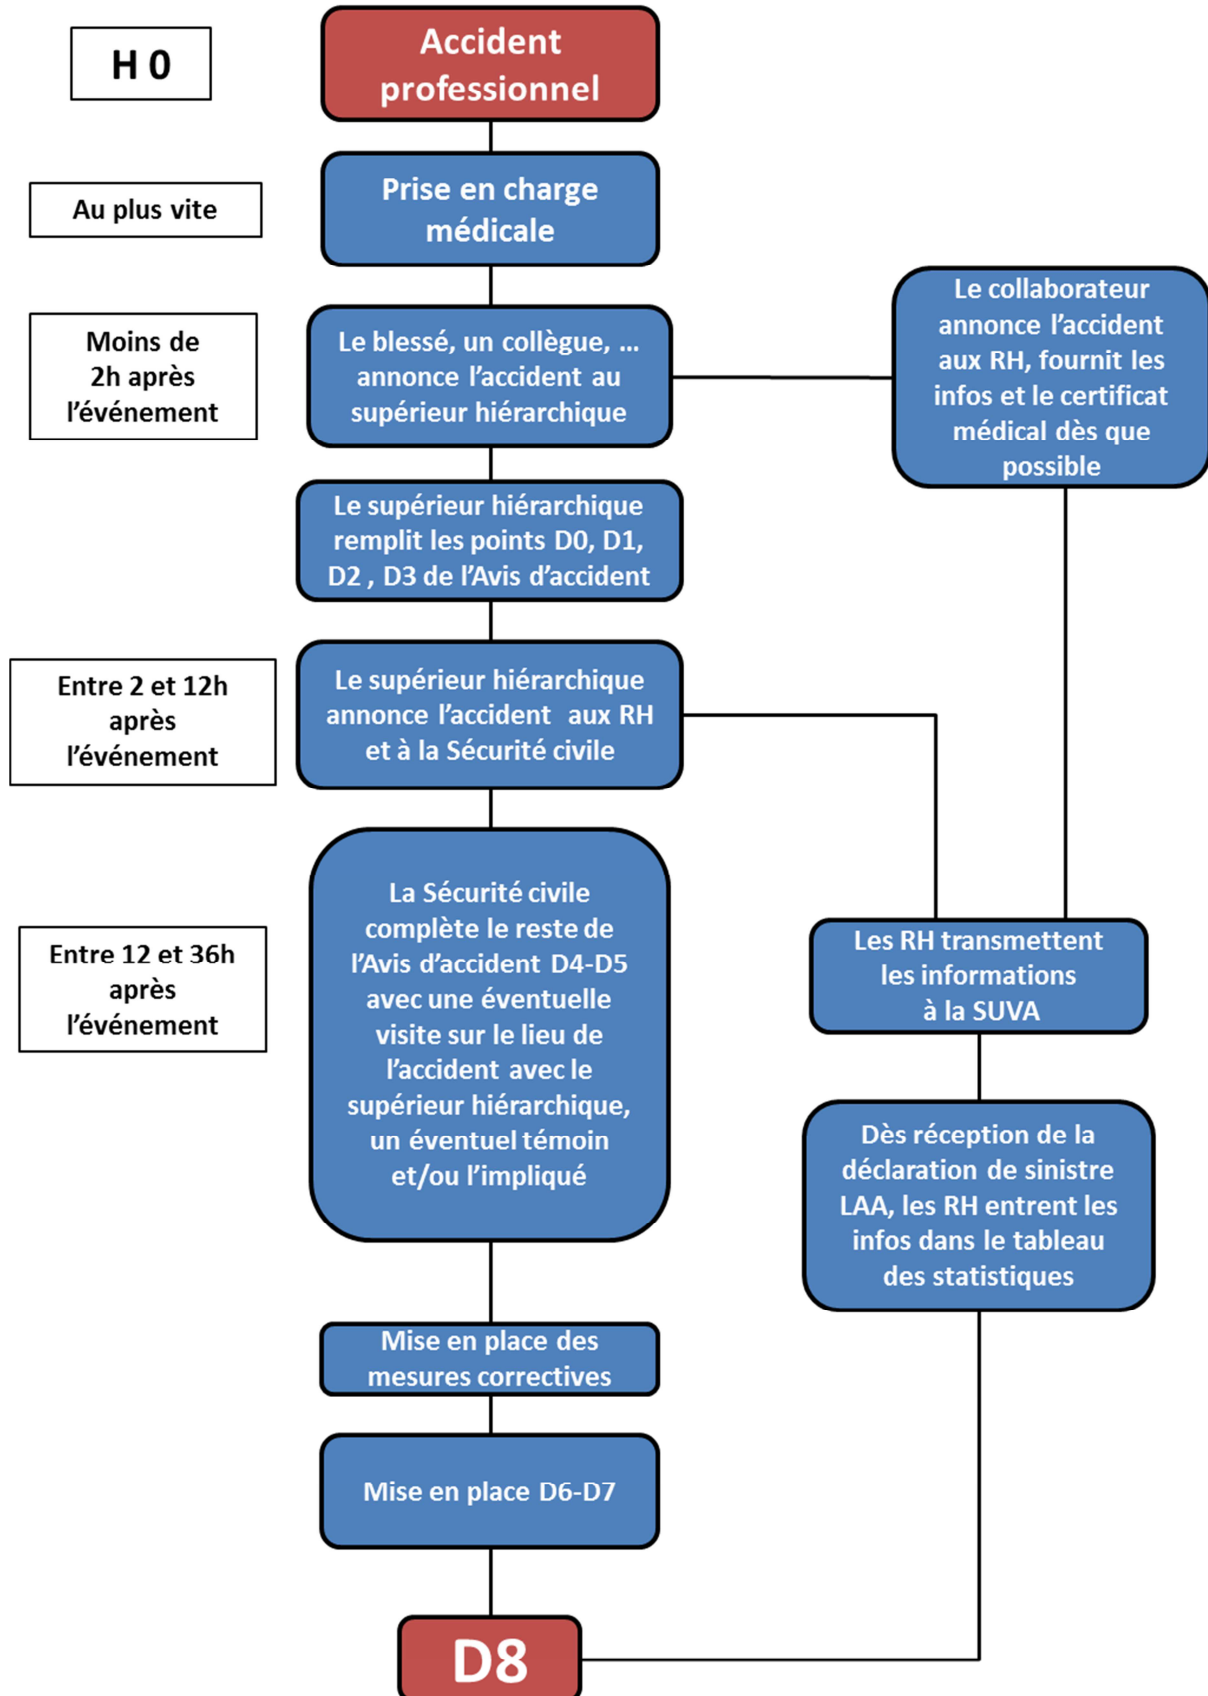 H 0
Accident
professionnel
Au plus vite
Prise en charge
médicale
Moins de
2h après
l’événement
Le blessé, un collègue, ...
annonce l’accident au
supérieur hiérarchique
Le collaborateur
annonce l’accident
aux RH, fournit les
infos et le certificat
médical dès que
possible
Le supérieur hiérarchique
remplit les points D0, D1,
D2 , D3 de l’Avis d’accident
Entre 2 et 12h
après
l’événement
Le supérieur hiérarchique
annonce l’accident aux RH
et à la Sécurité civile
Entre 12 et 36h
après
l’événement
La Sécurité civile
complète le reste de
l’Avis d’accident D4-D5
avec une éventuelle
visite sur le lieu de
l’accident avec le
supérieur hiérarchique,
un éventuel témoin
et/ou l’impliqué
Les RH transmettent
les informations
à la SUVA
Dès réception de la
déclaration de sinistre
LAA, les RH entrent les
infos dans le tableau
des statistiques
Mise en place des
mesures correctives
Mise en place D6-D7
D8